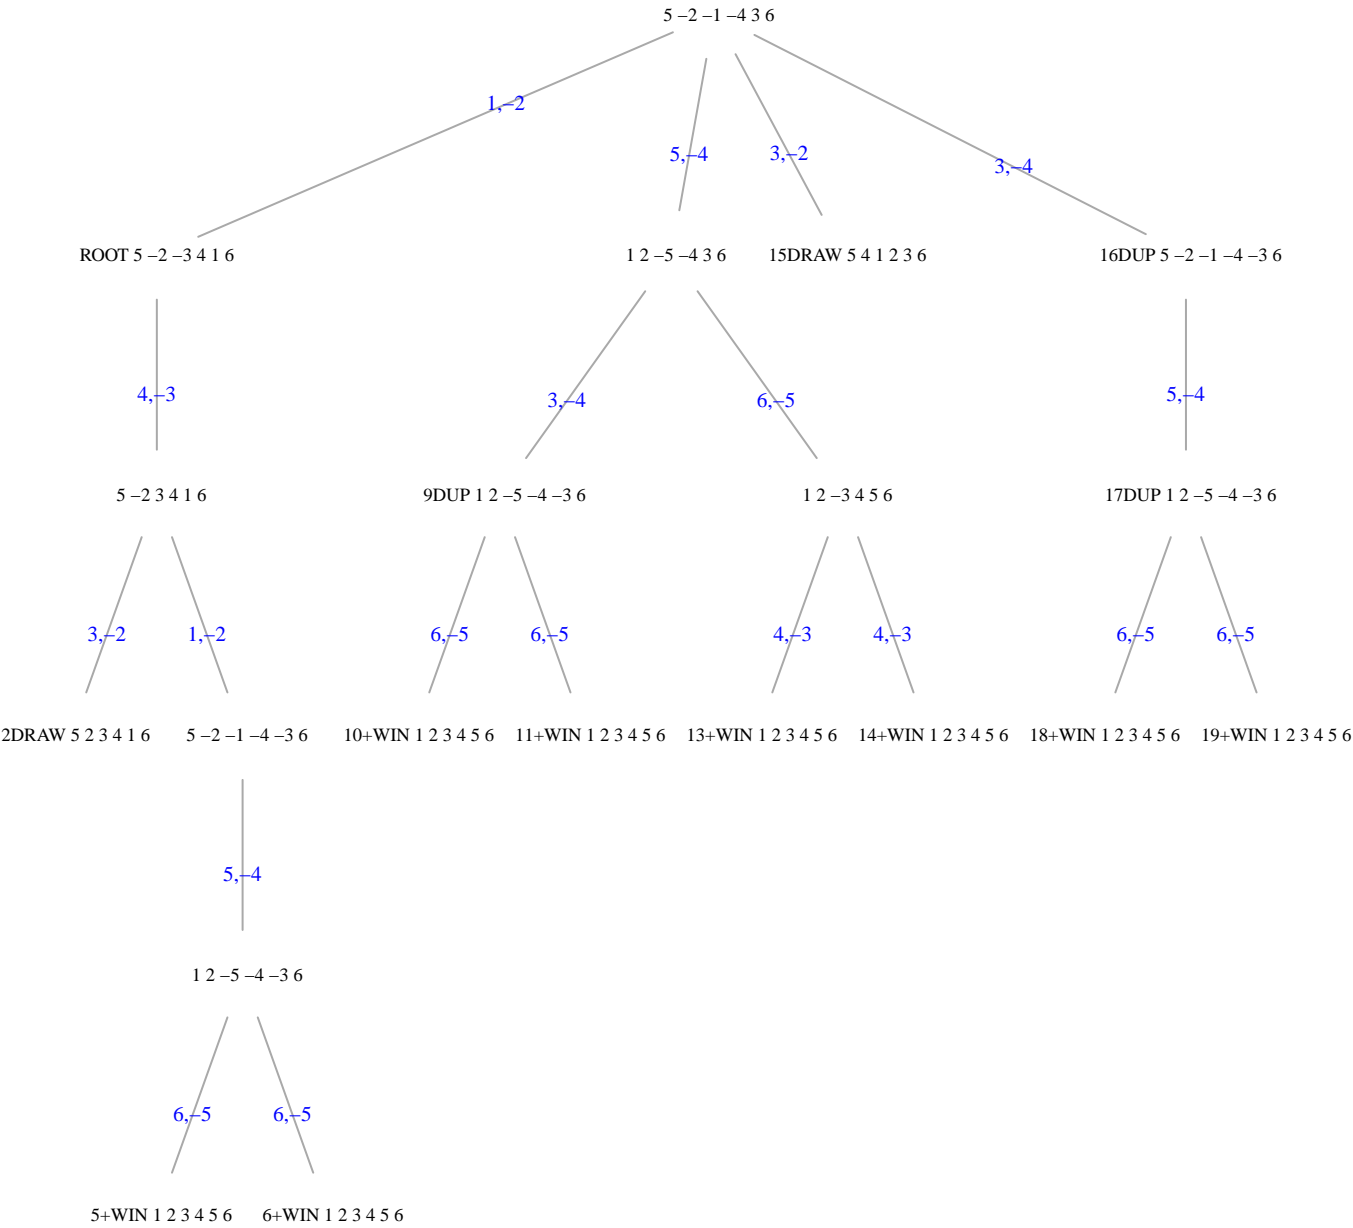 5 –2 –1 –4 3 6
1,–2
5,–4
3,–2
3,–4
ROOT 5 –2 –3 4 1 6
1 2 –5 –4 3 6
15DRAW 5 4 1 2 3 6
16DUP 5 –2 –1 –4 –3 6
4,–3
3,–4
6,–5
5,–4
5 –2 3 4 1 6
9DUP 1 2 –5 –4 –3 6
1 2 –3 4 5 6
17DUP 1 2 –5 –4 –3 6
3,–2
1,–2
6,–5
6,–5
4,–3
4,–3
6,–5
6,–5
2DRAW 5 2 3 4 1 6
5 –2 –1 –4 –3 6
10+WIN 1 2 3 4 5 6
11+WIN 1 2 3 4 5 6
13+WIN 1 2 3 4 5 6
14+WIN 1 2 3 4 5 6
18+WIN 1 2 3 4 5 6
19+WIN 1 2 3 4 5 6
5,–4
1 2 –5 –4 –3 6
6,–5
6,–5
5+WIN 1 2 3 4 5 6
6+WIN 1 2 3 4 5 6